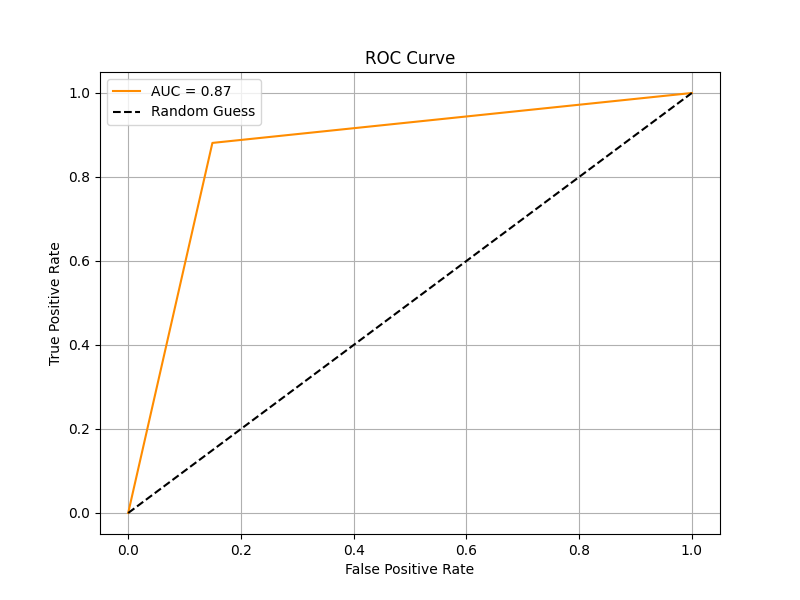 ROC Curve
AUC = 0.87
Random Guess
True Positive Rate
1.0
0.8
0.6
0.4
0.2
0.0
0.0 0.2 0.4 0.6 0.8 1.0
False Positive Rate